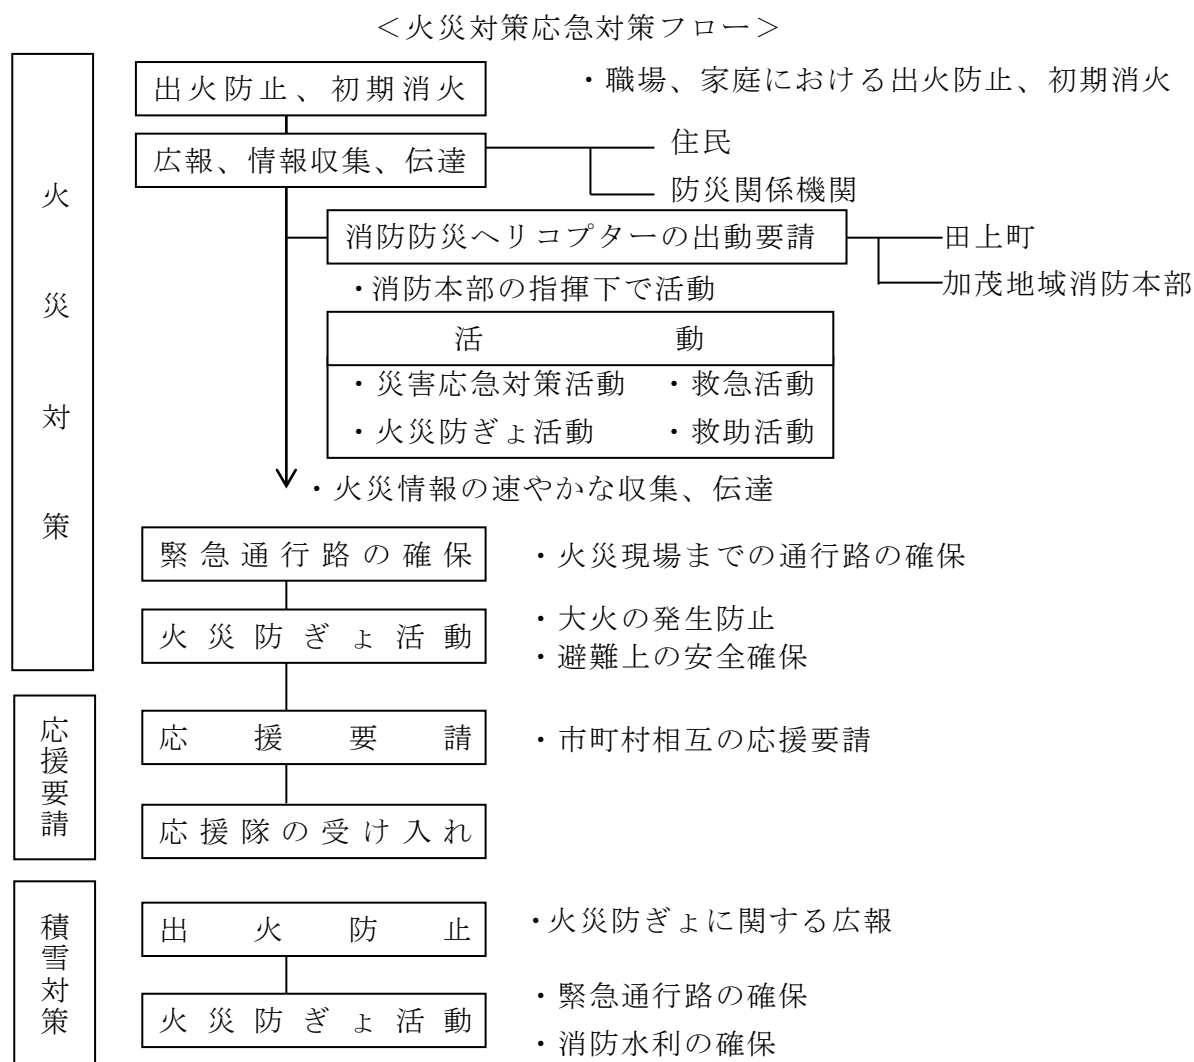 ＜火災対策応急対策フロー＞
火災対策
出火防止、初期消火
・職場、家庭における出火防止、初期消火
広報、情報収集、伝達
住民
防災関係機関
消防防災ヘリコプターの出動要請
田上町
加茂地域消防本部
・消防本部の指揮下で活動
活動
・災害応急対策活動　・救急活動
・火災防ぎょ活動　・救助活動
・火災情報の速やかな収集、伝達
緊急通行路の確保
・火災現場までの通行路の確保
火災防ぎょ活動
・大火の発生防止
・避難上の安全確保
応援要請
応援要請
・市町村相互の応援要請
応援隊の受け入れ
積雪対策
出火防止
・火災防ぎょに関する広報
火災防ぎょ活動
・緊急通行路の確保
・消防水利の確保